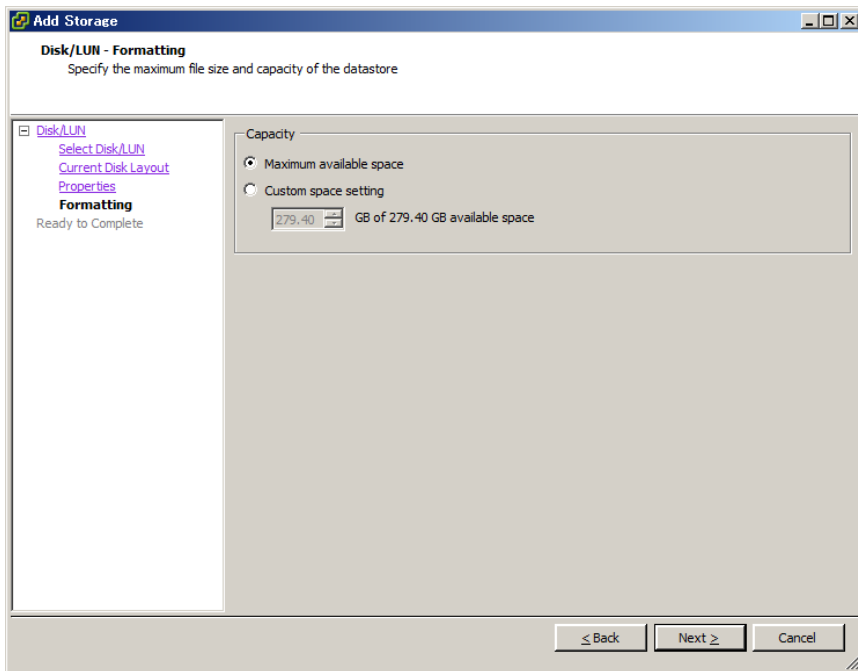 Add Storage
Disk/LUN - Formatting
Specify the maximum file size and capacity of the datastore
Disk/LUN
Select Disk/LUN
Current Disk Layout
Properties
Formatting
Ready to Complete
Capacity
Maximum available space
Custom space setting
279.40 GB of 279.40 GB available space
< Back Next > Cancel